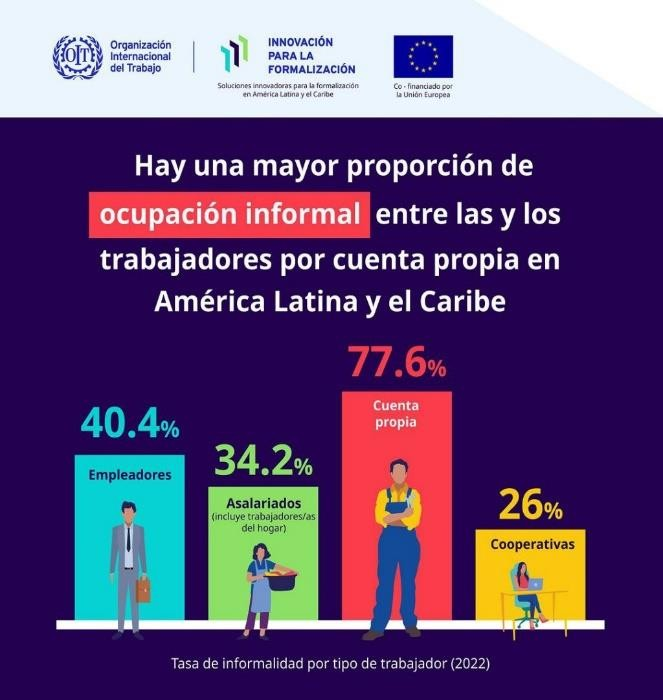 OIT
Organización
Internacional
del Trabajo
INNOVACIÓN
PARA LA
FORMALIZACIÓN
Soluciones innovadoras para la formalización
en América Latina y el Caribe
Co - financiado por
la Unión Europea
Hay una mayor proporción de
ocupación informal entre las y los
trabajadores por cuenta propia en
América Latina y el Caribe
77.6%
Cuenta
propia
40.4%
Empleadores
34.2%
Asalariados
(incluye trabajadores/as
del hogar)
26%
Cooperativas
Tasa de informalidad por tipo de trabajador (2022)